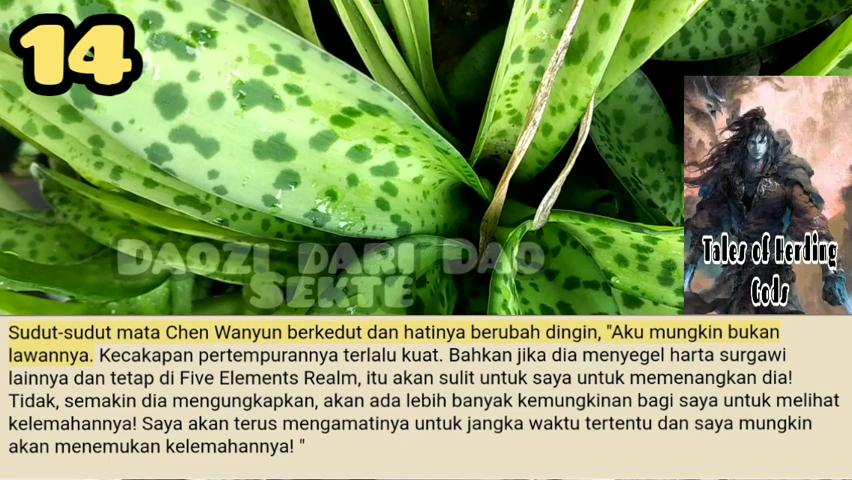 14
DAOZI DARI DAO
SEKTE
Tales of Herding
Gods
Sudut-sudut mata Chen Wanyun berkedut dan hatinya berubah dingin, "Aku mungkin bukan
lawannya. Kecakapan pertempurannya terlalu kuat. Bahkan jika dia menyegel harta surgawi
lainnya dan tetap di Five Elements Realm, itu akan sulit untuk saya untuk memenangkan dia!
Tidak, semakin dia mengungkapkan, akan ada lebih banyak kemungkinan bagi saya untuk melihat
kelemahannya! Saya akan terus mengamatinya untuk jangka waktu tertentu dan saya mungkin
akan menemukan kelemahannya! "